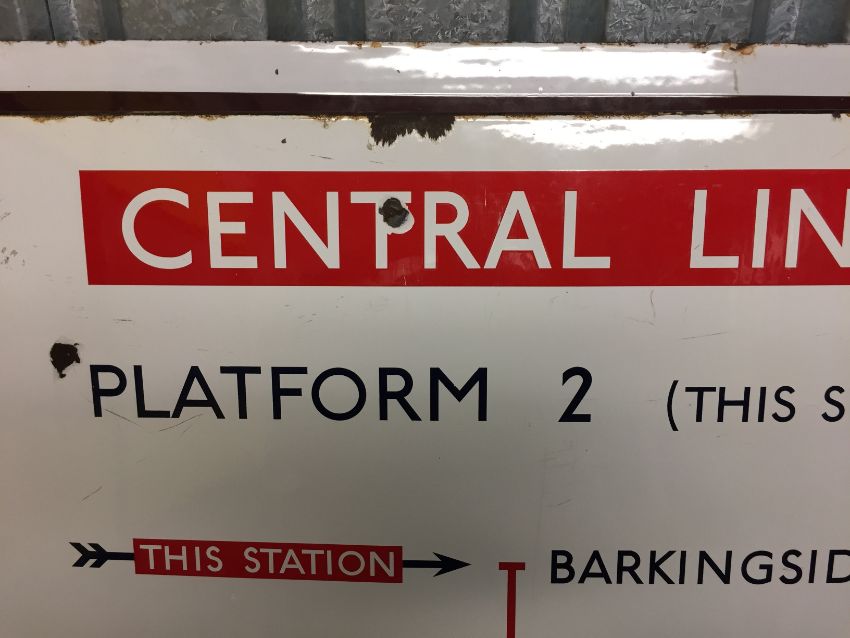 CENTRAL LIN
PLATFORM 2 (THIS S
THIS STATION BARKINGSID